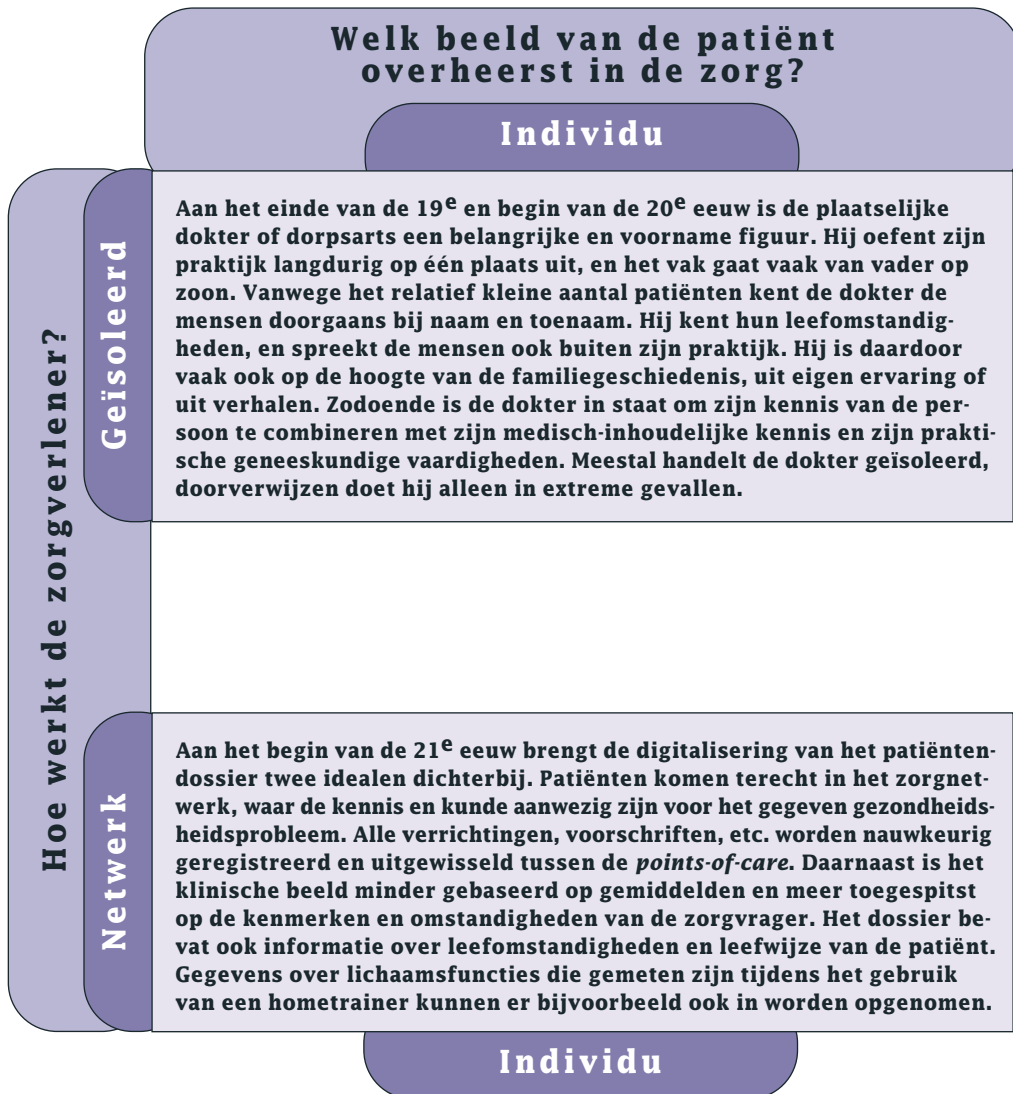 Welk beeld van de patiënt
overheerst in de zorg?
Individu
Hoe werkt de zorgverlener?
Geïsoleerd
Aan het einde van de 19e en begin van de 20e eeuw is de plaatselijke
dokter of dorpsarts een belangrijke en voorname figuur. Hij oefent zijn
praktijk langdurig op één plaats uit, en het vak gaat vaak van vader op
zoon. Vanwege het relatief kleine aantal patiënten kent de dokter de
mensen doorgaans bij naam en toenaam. Hij kent hun leefomstandig-
heden, en spreekt de mensen ook buiten zijn praktijk. Hij is daardoor
vaak ook op de hoogte van de familiegeschiedenis, uit eigen ervaring of
uit verhalen. Zodoende is de dokter in staat om zijn kennis van de per-
soon te combineren met zijn medisch-inhoudelijke kennis en zijn prakti-
sche geneeskundige vaardigheden. Meestal handelt de dokter geïsoleerd,
doorverwijzen doet hij alleen in extreme gevallen.
Netwerk
Aan het begin van de 21e eeuw brengt de digitalisering van het patiënten-
dossier twee idealen dichterbij. Patiënten komen terecht in het zorgnet-
werk, waar de kennis en kunde aanwezig zijn voor het gegeven gezondheids-
heidsprobleem. Alle verrichtingen, voorschriften, etc. worden nauwkeurig
geregistreerd en uitgewisseld tussen de points-of-care. Daarnaast is het
klinische beeld minder gebaseerd op gemiddelden en meer toegespitst
op de kenmerken en omstandigheden van de zorgvrager. Het dossier be-
vat ook informatie over leefomstandigheden en leefwijze van de patiënt.
Gegevens over lichaamsfuncties die gemeten zijn tijdens het gebruik
van een hometrainer kunnen er bijvoorbeeld ook in worden opgenomen.
Individu